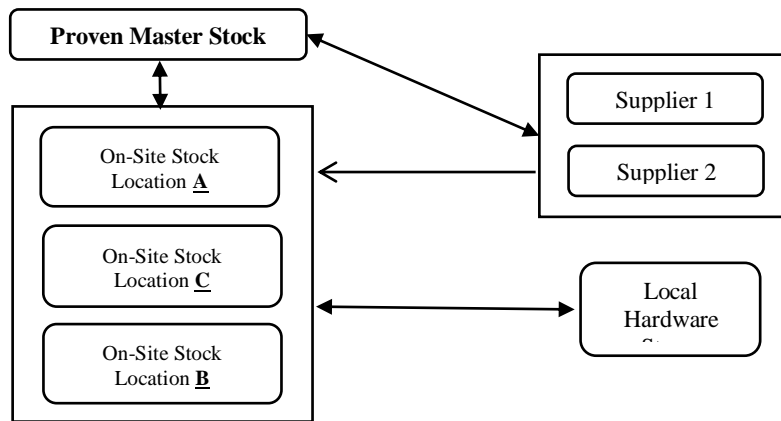 Proven Master Stock
Supplier 1
Supplier 2
On-Site Stock
Location A
On-Site Stock
Location C
On-Site Stock
Location B
Local
Hardware